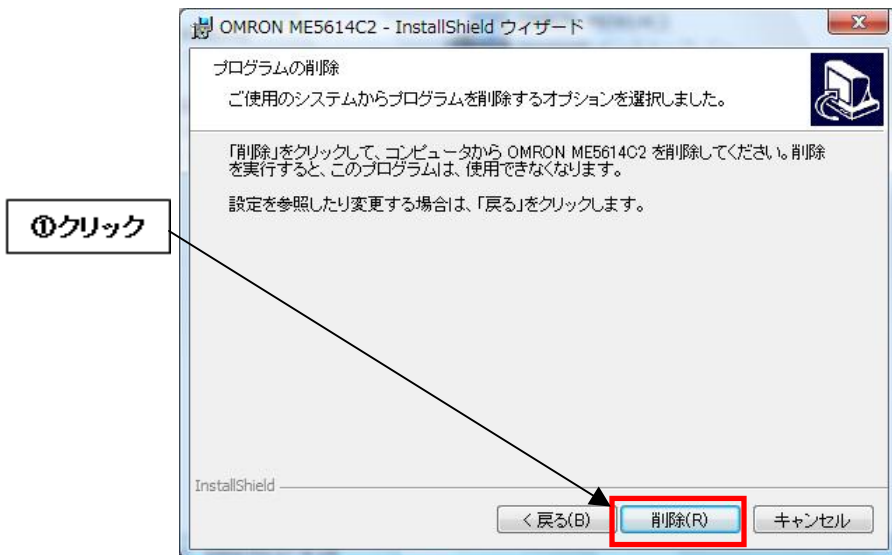 OMRON ME5614C2 - InstallShield ウィザード
プログラムの削除
ご使用のシステムからプログラムを削除するオプションを選択しました。
「削除」をクリックして、コンピュータから OMRON ME5614C2 を削除してください。削除
を実行すると、このプログラムは、使用できなくなります。
設定を参照したり変更する場合は、「戻る」をクリックします。
①クリック
InstallShield
< 戻る(B)
削除(R)
キャンセル